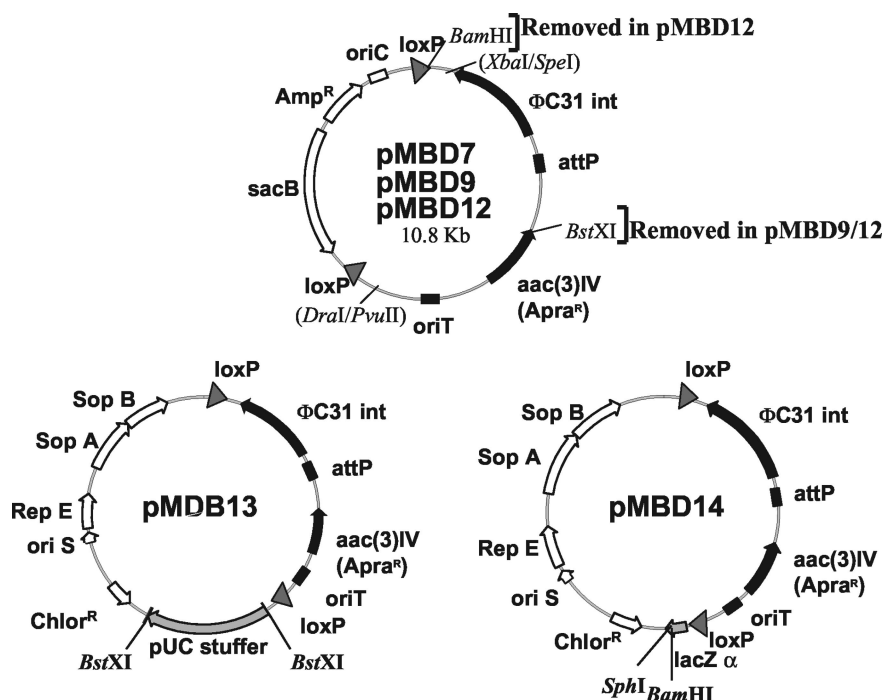 loxP
BamHI
Removed in pMBD12
oriC
(XbaI/SpeI)
Ampᴿ
ΦC31 int
pMBD7
pMBD9
pMBD12
10.8 Kb
attP
sacB
BstXI
Removed in pMBD9/12
loxP
aac(3)IV
(Apraᴿ)
(DraI/PvuII)
oriT
loxP
Sop B
ΦC31 int
Sop A
attP
Rep E
pMDB13
ori S
aac(3)IV
(Apraᴿ)
oriT
Chlorᴿ
loxP
pUC stuffer
BstXI
BstXI
loxP
Sop B
ΦC31 int
Sop A
attP
pMBD14
Rep E
aac(3)IV
(Apraᴿ)
ori S
oriT
Chlorᴿ
loxP
lacZ α
SphI
BamHI